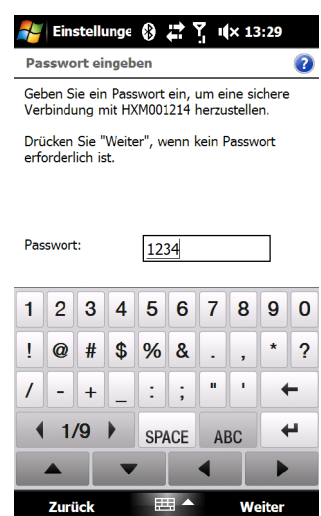 Einstellunge 13:29
Passwort eingeben ?
Geben Sie ein Passwort ein, um eine sichere
Verbindung mit HXM001214 herzustellen.
Drücken Sie "Weiter", wenn kein Passwort
erforderlich ist.
Passwort: 1234
1 2 3 4 5 6 7 8 9 0
! @ # $ % & . , * ?
/ - + _ : ; " '
1/9 SPACE ABC
Zurück Weiter